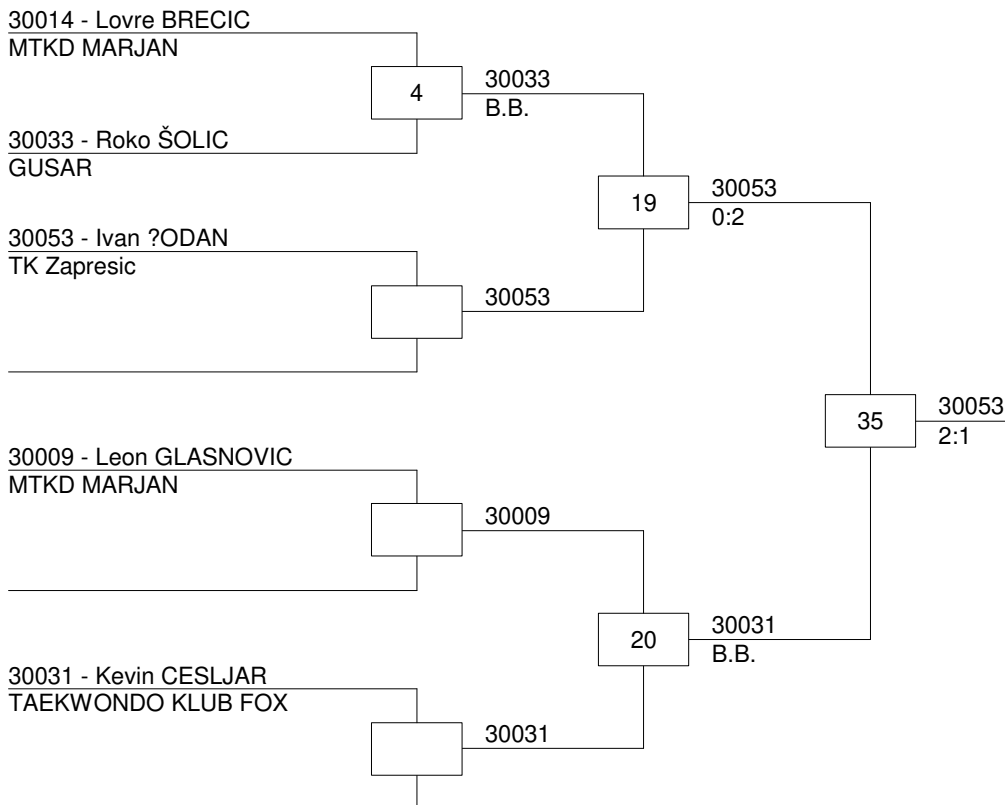 30014 - Lovre BRECIC
MTKD MARJAN
4
30033
B.B.
30033 - Roko ŠOLIC
GUSAR
19
30053
0:2
30053 - Ivan ?ODAN
TK Zapresic
30053
35
30053
2:1
30009 - Leon GLASNOVIC
MTKD MARJAN
30009
20
30031
B.B.
30031 - Kevin CESLJAR
TAEKWONDO KLUB FOX
30031